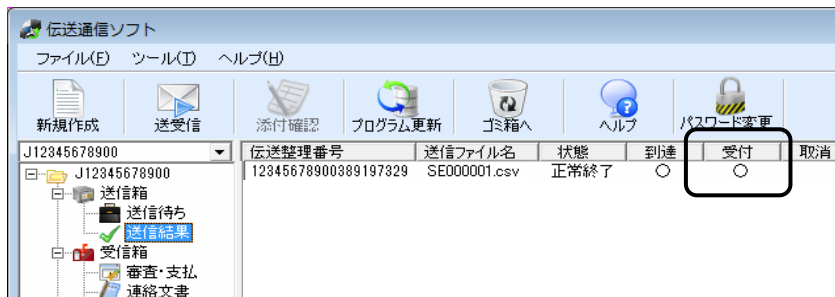 伝送通信ソフト
ファイル(F) ツール(T) ヘルプ(H)
新規作成 送受信 添付確認 プログラム更新 ゴミ箱へ ヘルプ パスワード変更
J12345678900 伝送整理番号 送信ファイル名 状態 到達 受付 取消
J12345678900 12345678900389197329 SE000001.csv 正常終了 ○ ○
送信箱
送信待ち
送信結果
受信箱
審査・支払
連絡文書